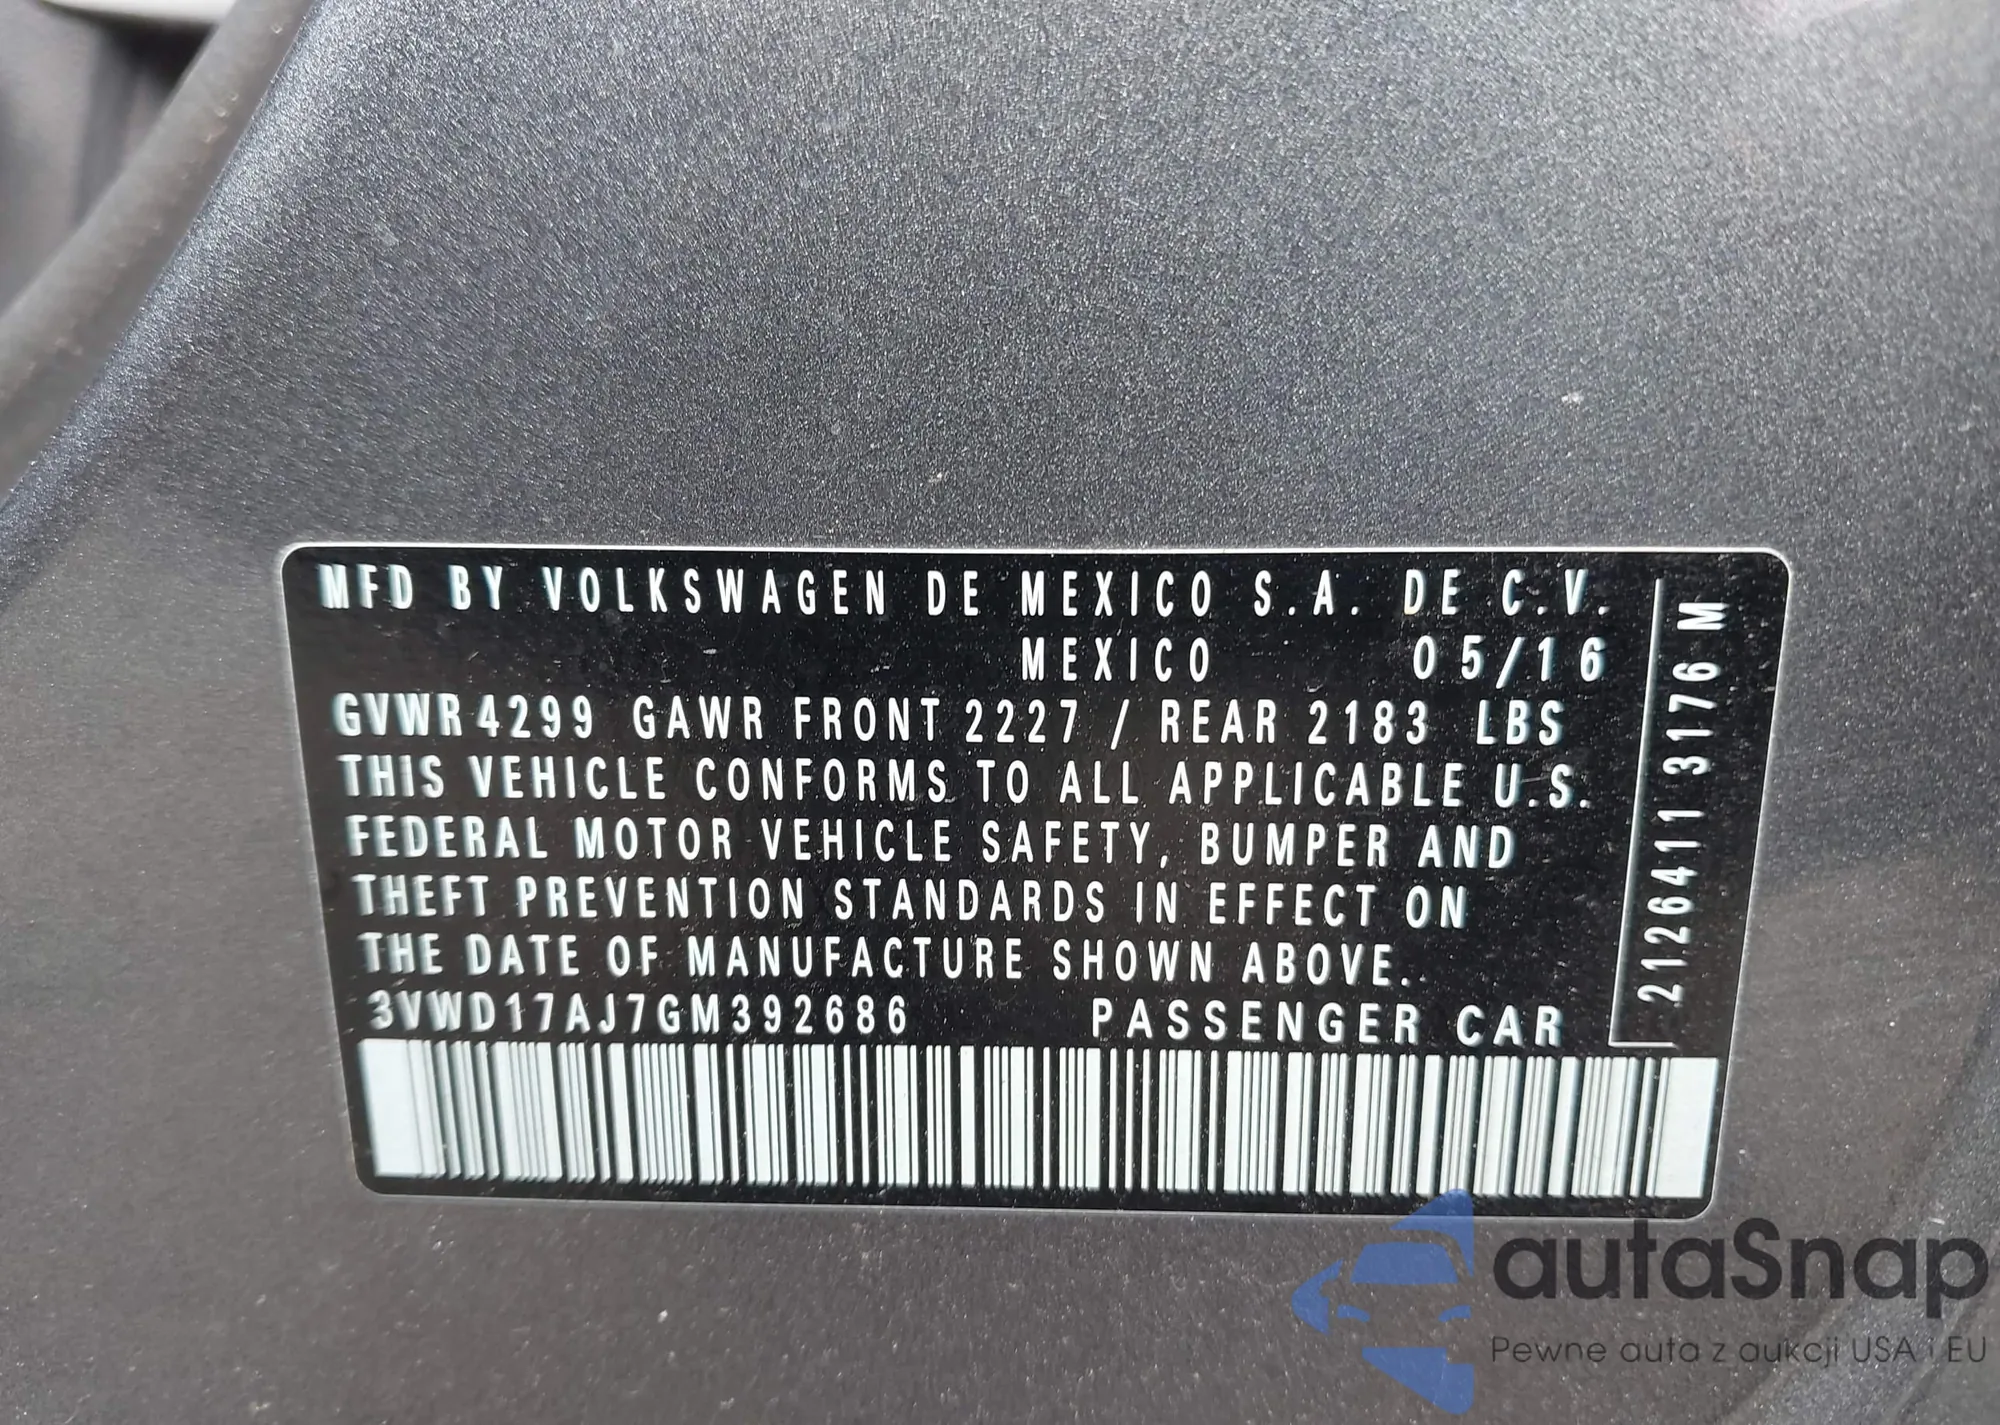 MFD BY VOLKSWAGEN DE MEXICO S.A. DE C.V.
MEXICO 05/16
GVWR 4299 GAWR FRONT 2227 / REAR 2183 LBS
THIS VEHICLE CONFORMS TO ALL APPLICABLE U.S.
FEDERAL MOTOR VEHICLE SAFETY, BUMPER AND
THEFT PREVENTION STANDARDS IN EFFECT ON
THE DATE OF MANUFACTURE SHOWN ABOVE..
3VWD17AJ7GM392686 PASSENGER CAR
2126411 3176 M
autaSnap
Pewne auta z aukcji USA i EU